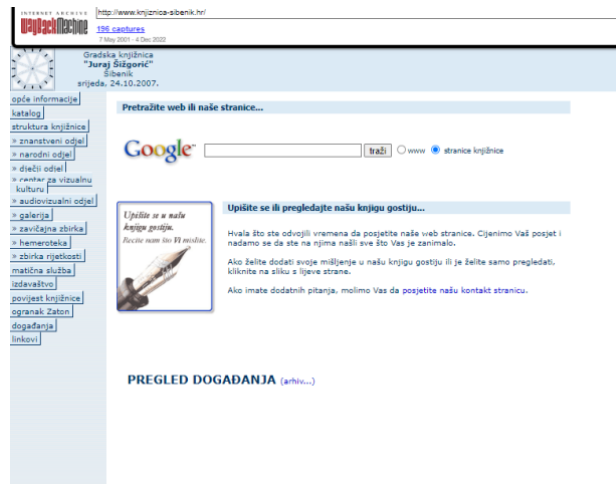 INTERNET ARCHIVE
WayBackMachine
http://www.knjiznica-sibenik.hr/
196 captures
7 May 2001 - 4 Dec 2022
Gradska knjižnica
"Juraj Šižgorić"
Šibenik
srijeda, 24.10.2007.
opće informacije
katalog
struktura knjižnice
» znanstveni odjel
» narodni odjel
» dječji odjel
» centar za vizualnu
kulturu
» audiovizualni odjel
» galerija
» zavičajna zbirka
» hemeroteka
» zbirka rijetkosti
matična služba
izdavaštvo
povijest knjižnice
ogranak Zaton
događanja
linkovi
Pretražite web ili naše stranice...
Google™ traži www stranice knjižnice
Upišite se u našu
knjigu gostiju.
Recite nam što Vi mislite.
Upišite se ili pregledajte našu knjigu gostiju...
Hvala što ste odvojili vremena da posjetite naše web stranice. Cijenimo Vaš posjet i
nadamo se da ste na njima našli sve što Vas je zanimalo.
Ako želite dodati svoje mišljenje u našu knjigu gostiju ili je želite samo pregledati,
kliknite na sliku s lijeve strane.
Ako imate dodatnih pitanja, molimo Vas da posjetite našu kontakt stranicu.
PREGLED DOGAĐANJA (arhiv...)